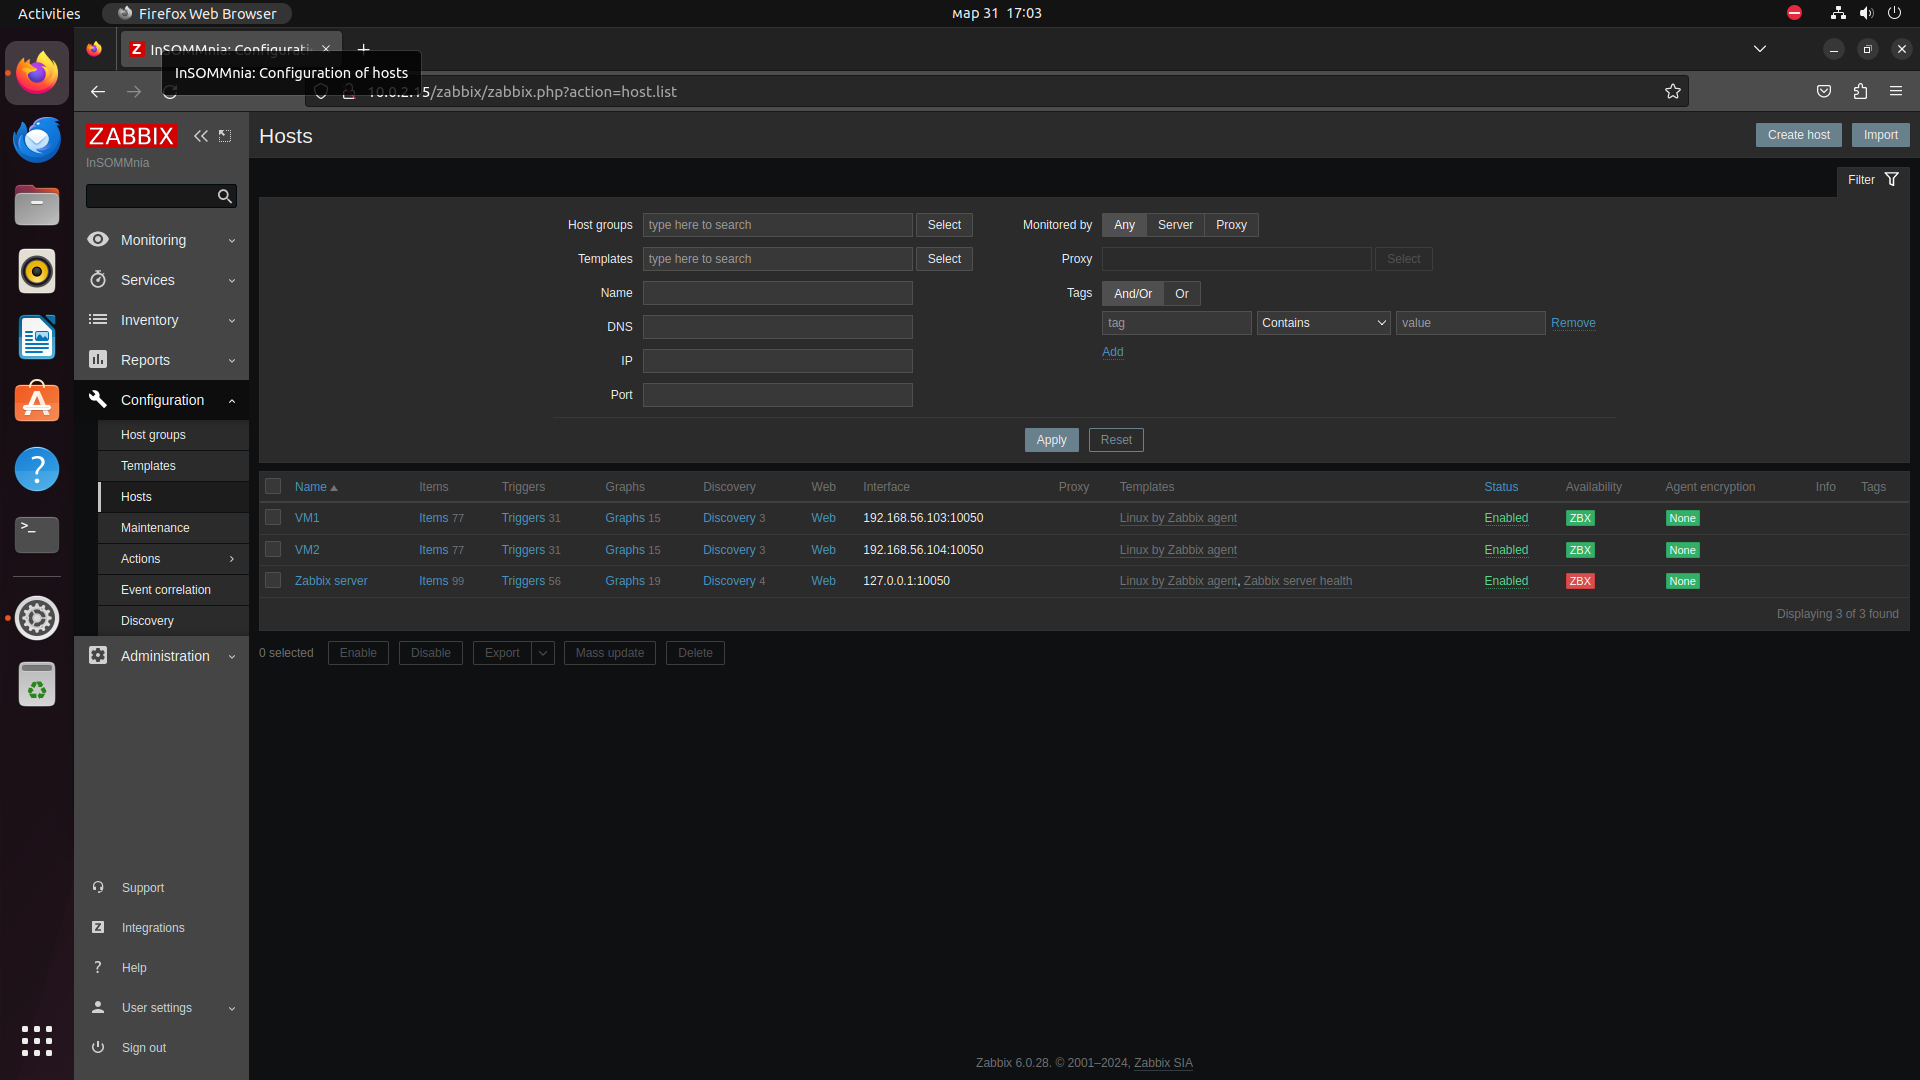 Activities
Firefox Web Browser
мар 31 17:03
InSOMMnia: Configurati
InSOMMnia: Configuration of hosts
10.0.2.15/zabbix/zabbix.php?action=host.list
ZABBIX
InSOMMnia
Monitoring
Services
Inventory
Reports
Configuration
Host groups
Templates
Hosts
Maintenance
Actions
Event correlation
Discovery
Administration
Support
Integrations
Help
User settings
Sign out
Hosts
Create host
Import
Filter
Host groups type here to search Select
Templates type here to search Select
Name
DNS
IP
Port
Monitored by Any Server Proxy
Proxy Select
Tags And/Or Or
tag Contains value Remove
Add
Apply Reset
Name Items Triggers Graphs Discovery Web Interface Proxy Templates Status Availability Agent encryption Info Tags
VM1 Items 77 Triggers 31 Graphs 15 Discovery 3 Web 192.168.56.103:10050 Linux by Zabbix agent Enabled ZBX None
VM2 Items 77 Triggers 31 Graphs 15 Discovery 3 Web 192.168.56.104:10050 Linux by Zabbix agent Enabled ZBX None
Zabbix server Items 99 Triggers 56 Graphs 19 Discovery 4 Web 127.0.0.1:10050 Linux by Zabbix agent, Zabbix server health Enabled ZBX None
Displaying 3 of 3 found
0 selected Enable Disable Export Mass update Delete
Zabbix 6.0.28. © 2001–2024, Zabbix SIA